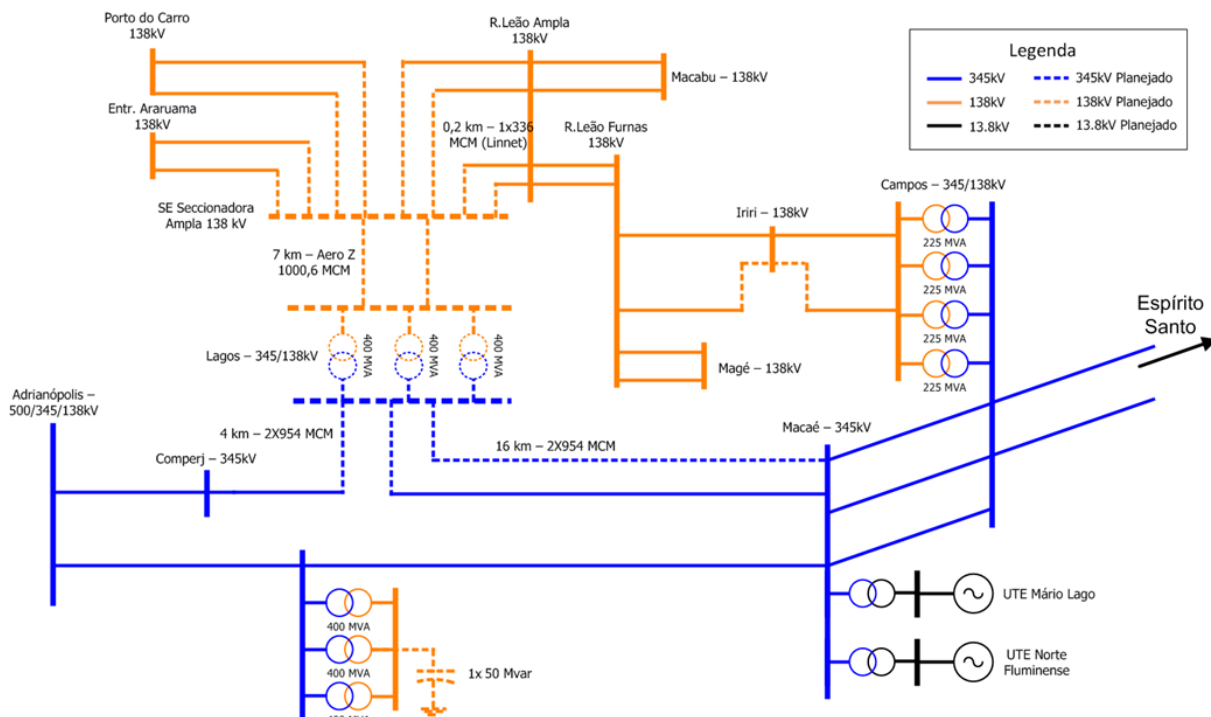 Porto do Carro
138kV
R.Leão Ampla
138kV
Legenda
345kV
345kV Planejado
138kV
138kV Planejado
13.8kV
13.8kV Planejado
Macabu – 138kV
Entr. Araruama
138kV
0,2 km – 1x336
MCM (Linnet)
R.Leão Furnas
138kV
SE Seccionadora
Ampla 138 kV
Campos – 345/138kV
Iriri – 138kV
225 MVA
225 MVA
225 MVA
225 MVA
7 km – Aero Z
1000,6 MCM
Espírito
Santo
Lagos – 345/138kV
400 MVA
400 MVA
400 MVA
Magé – 138kV
Adrianópolis –
500/345/138kV
4 km – 2X954 MCM
16 km – 2X954 MCM
Macaé – 345kV
Comperj – 345kV
UTE Mário Lago
400 MVA
400 MVA
1x 50 Mvar
UTE Norte
Fluminense